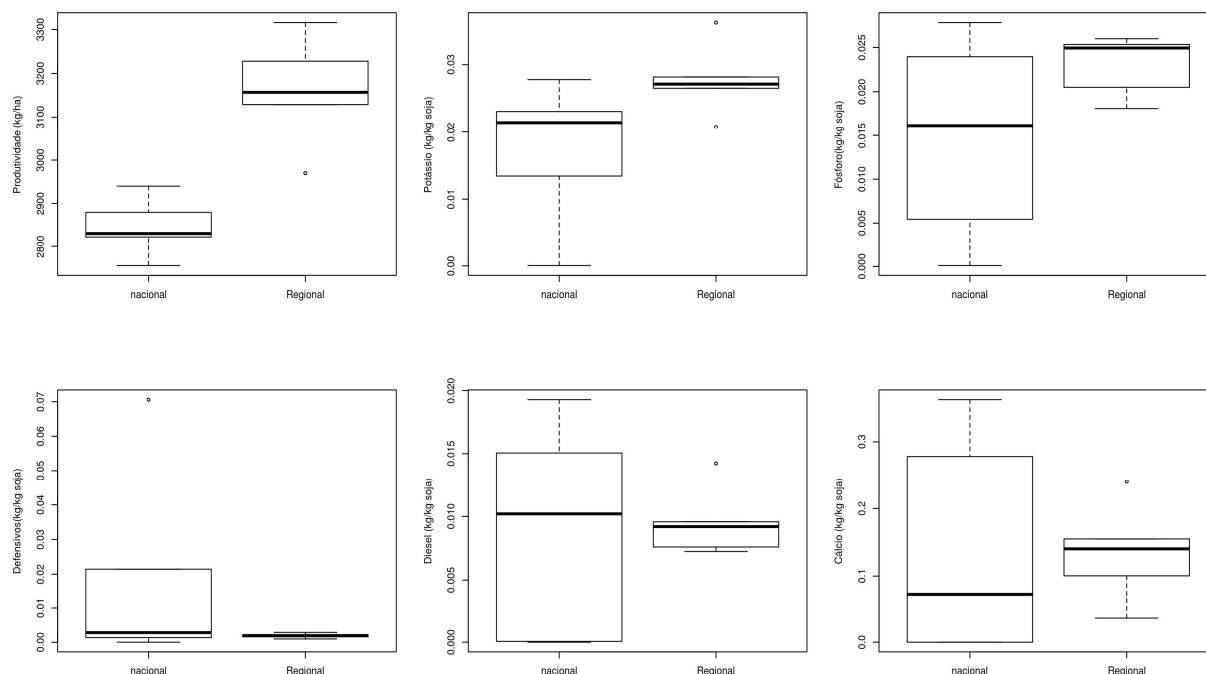 Produtividade (kg/ha)
2800 2900 3000 3100 3200 3300
nacional Regional
Potássio (kg/kg soja)
0.00 0.01 0.02 0.03
nacional Regional
Fósforo(kg/kg soja)
0.000 0.005 0.010 0.015 0.020 0.025
nacional Regional
Defensivos(kg/kg soja)
0.00 0.01 0.02 0.03 0.04 0.05 0.06 0.07
nacional Regional
Diesel (kg/kg soja)
0.000 0.005 0.010 0.015 0.020
nacional Regional
Cálcio (kg/kg soja)
0.0 0.1 0.2 0.3
nacional Regional